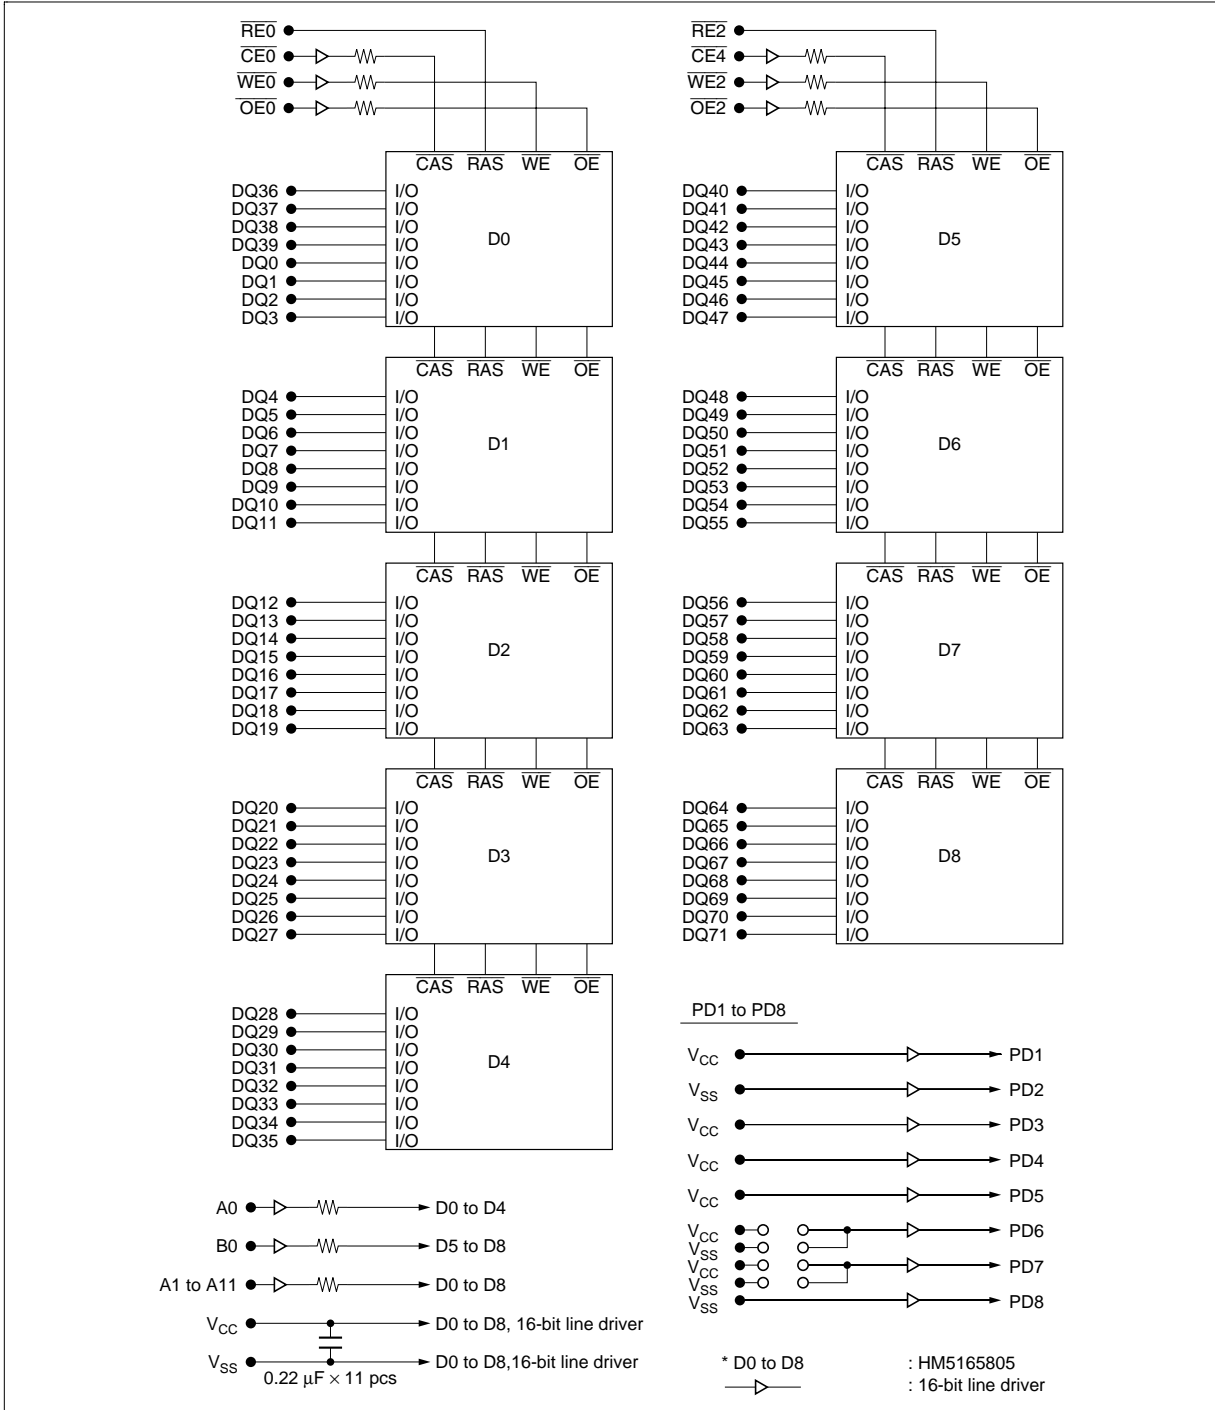 RE0
CE0
WE0
OE0
CAS RAS WE OE
DQ36 I/O
DQ37 I/O
DQ38 I/O
DQ39 I/O
DQ0 I/O
DQ1 I/O
DQ2 I/O
DQ3 I/O
D0
CAS RAS WE OE
DQ4 I/O
DQ5 I/O
DQ6 I/O
DQ7 I/O
DQ8 I/O
DQ9 I/O
DQ10 I/O
DQ11 I/O
D1
CAS RAS WE OE
DQ12 I/O
DQ13 I/O
DQ14 I/O
DQ15 I/O
DQ16 I/O
DQ17 I/O
DQ18 I/O
DQ19 I/O
D2
CAS RAS WE OE
DQ20 I/O
DQ21 I/O
DQ22 I/O
DQ23 I/O
DQ24 I/O
DQ25 I/O
DQ26 I/O
DQ27 I/O
D3
CAS RAS WE OE
DQ28 I/O
DQ29 I/O
DQ30 I/O
DQ31 I/O
DQ32 I/O
DQ33 I/O
DQ34 I/O
DQ35 I/O
D4
A0 D0 to D4
B0 D5 to D8
A1 to A11 D0 to D8
VCC D0 to D8, 16-bit line driver
VSS D0 to D8,16-bit line driver
0.22 µF × 11 pcs
RE2
CE4
WE2
OE2
CAS RAS WE OE
DQ40 I/O
DQ41 I/O
DQ42 I/O
DQ43 I/O
DQ44 I/O
DQ45 I/O
DQ46 I/O
DQ47 I/O
D5
CAS RAS WE OE
DQ48 I/O
DQ49 I/O
DQ50 I/O
DQ51 I/O
DQ52 I/O
DQ53 I/O
DQ54 I/O
DQ55 I/O
D6
CAS RAS WE OE
DQ56 I/O
DQ57 I/O
DQ58 I/O
DQ59 I/O
DQ60 I/O
DQ61 I/O
DQ62 I/O
DQ63 I/O
D7
CAS RAS WE OE
DQ64 I/O
DQ65 I/O
DQ66 I/O
DQ67 I/O
DQ68 I/O
DQ69 I/O
DQ70 I/O
DQ71 I/O
D8
PD1 to PD8
VCC PD1
VSS PD2
VCC PD3
VCC PD4
VCC PD5
VCC PD6
VSS
VCC PD7
VSS
VSS PD8
* D0 to D8 : HM5165805
: 16-bit line driver